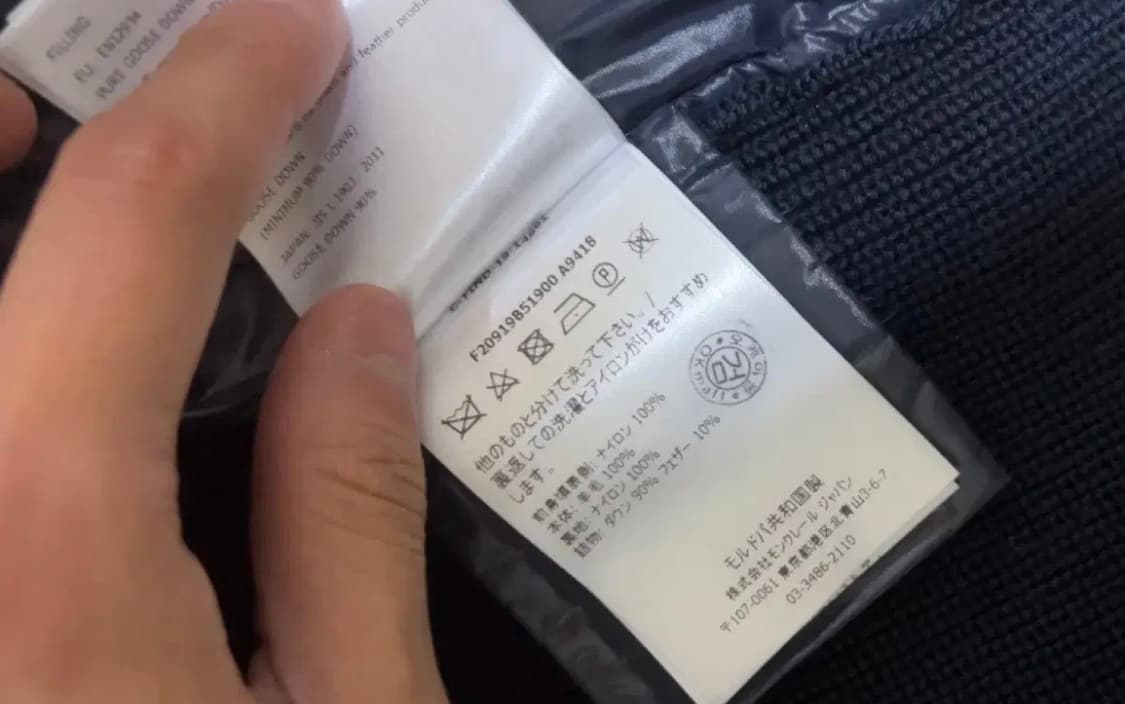 FILLING
EU: EN12934
PURE GOOSE DOWN
and feather
GOOSE DOWN
(MINIMUM 90% DOWN)
JAPAN: JIS L 1903: 2011
GOOSE DOWN 90%
F20919B51900 A9418
P
他のものと分けて洗って下さい。/
裏返しての洗濯とアイロンがけをおすすめ
します。
ナイロン 100%
本体: 羊毛 100%
裏地: ナイロン 100%
詰物: ダウン 90% フェザー 10%
モルドバ共和国製
株式会社モンクレール ジャパン
〒107-0061 東京都港区北青山3-6-7
03-3486-2110